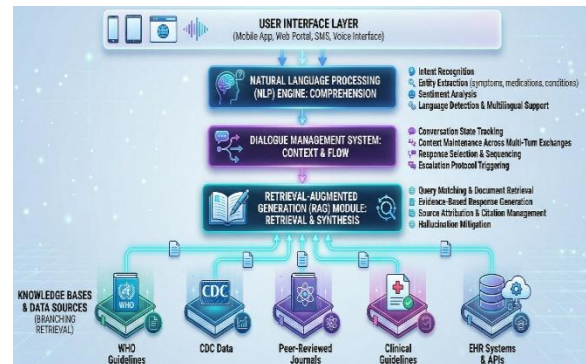 USER INTERFACE LAYER
(Mobile App, Web Portal, SMS, Voice Interface)
NATURAL LANGUAGE PROCESSING
(NLP) ENGINE: COMPREHENSION
Intent Recognition
Entity Extraction (symptoms, medications, conditions)
Sentiment Analysis
Language Detection & Multilingual Support
DIALOGUE MANAGEMENT SYSTEM:
CONTEXT & FLOW
Conversation State Tracking
Context Maintenance Across Multi-Turn Exchanges
Response Selection & Sequencing
Escalation Protocol Triggering
RETRIEVAL-AUGMENTED
GENERATION (RAG) MODULE:
RETRIEVAL & SYNTHESIS
Query Matching & Document Retrieval
Evidence-Based Response Generation
Source Attribution & Citation Management
Hallucination Mitigation
KNOWLEDGE BASES
& DATA SOURCES
(BRANCHING
RETRIEVAL)
WHO
CDC
WHO
Guidelines
CDC Data
Peer-Reviewed
Journals
Clinical
Guidelines
EHR Systems
& APIs